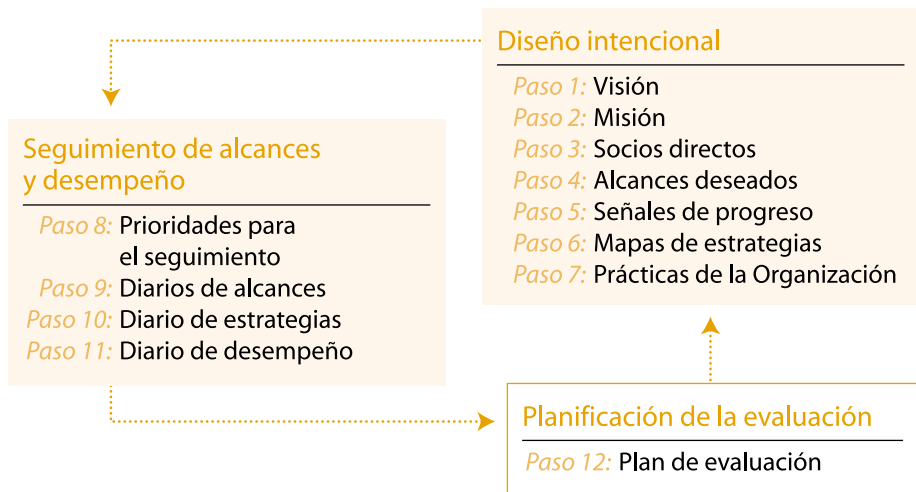 Diseño intencional
Paso 1: Visión
Paso 2: Misión
Paso 3: Socios directos
Paso 4: Alcances deseados
Paso 5: Señales de progreso
Paso 6: Mapas de estrategias
Paso 7: Prácticas de la Organización
Seguimiento de alcances
y desempeño
Paso 8: Prioridades para
el seguimiento
Paso 9: Diarios de alcances
Paso 10: Diario de estrategias
Paso 11: Diario de desempeño
Planificación de la evaluación
Paso 12: Plan de evaluación